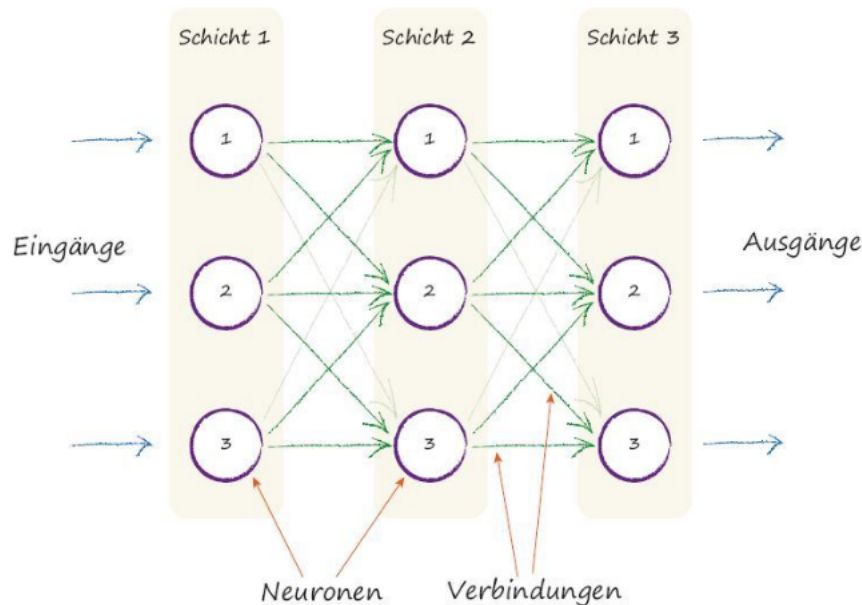 Schicht 1
Schicht 2
Schicht 3
1
1
1
Eingänge
Ausgänge
2
2
2
3
3
3
Neuronen
Verbindungen